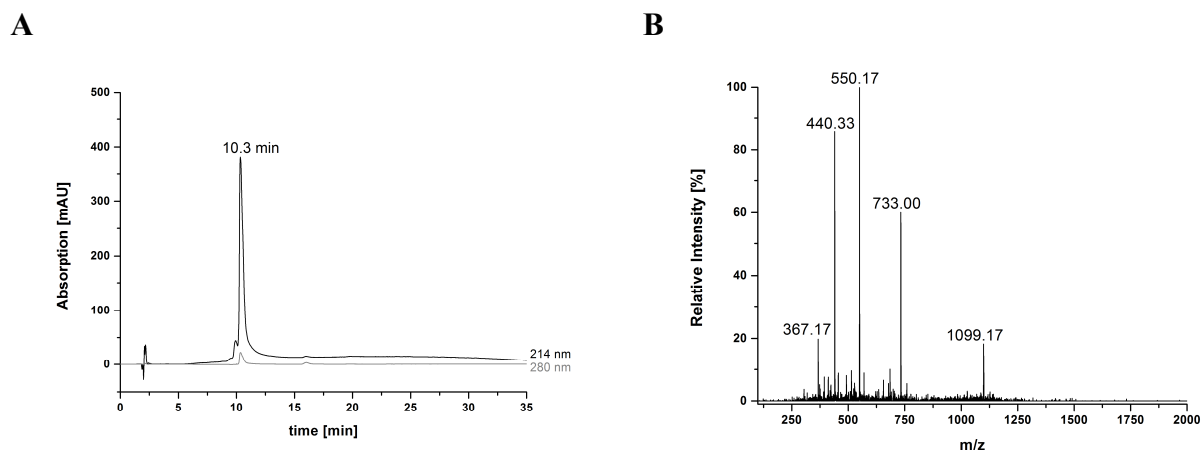 A
B
500
400
300
200
100
0
Absorption [mAU]
10.3 min
214 nm
280 nm
0 5 10 15 20 25 30 35
time [min]
100
80
60
40
20
0
Relative Intensity [%]
550.17
440.33
733.00
367.17
1099.17
250 500 750 1000 1250 1500 1750 2000
m/z